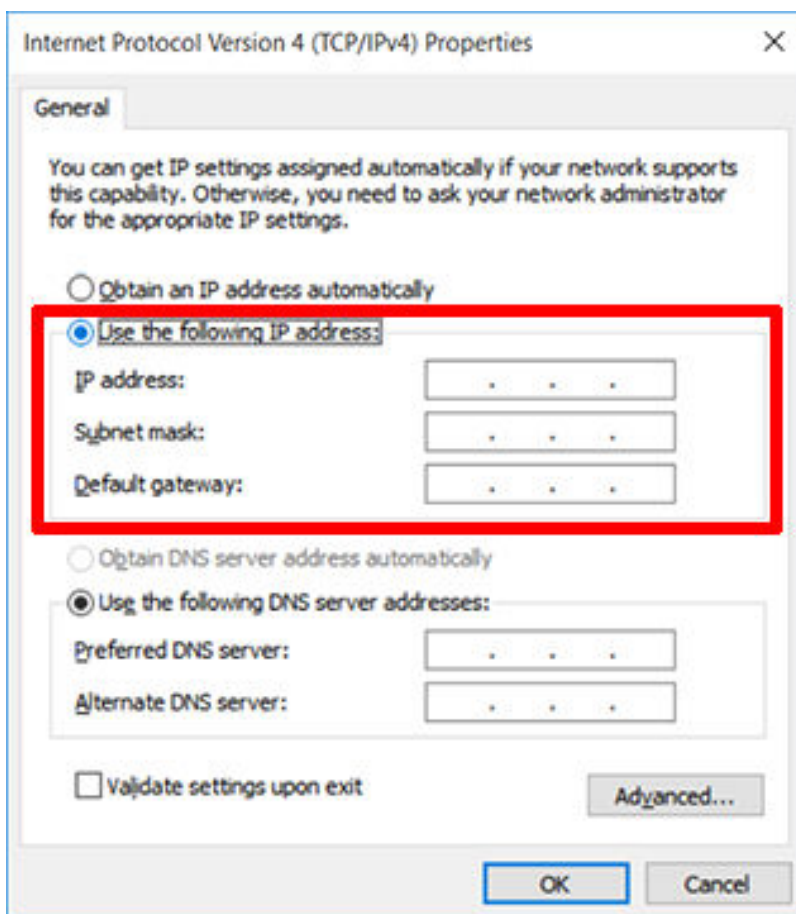 Internet Protocol Version 4 (TCP/IPv4) Properties
General
You can get IP settings assigned automatically if your network supports
this capability. Otherwise, you need to ask your network administrator
for the appropriate IP settings.
Obtain an IP address automatically
Use the following IP address:
IP address: . . .
Subnet mask: . . .
Default gateway: . . .
Obtain DNS server address automatically
Use the following DNS server addresses:
Preferred DNS server: . . .
Alternate DNS server: . . .
Validate settings upon exit
Advanced...
OK Cancel